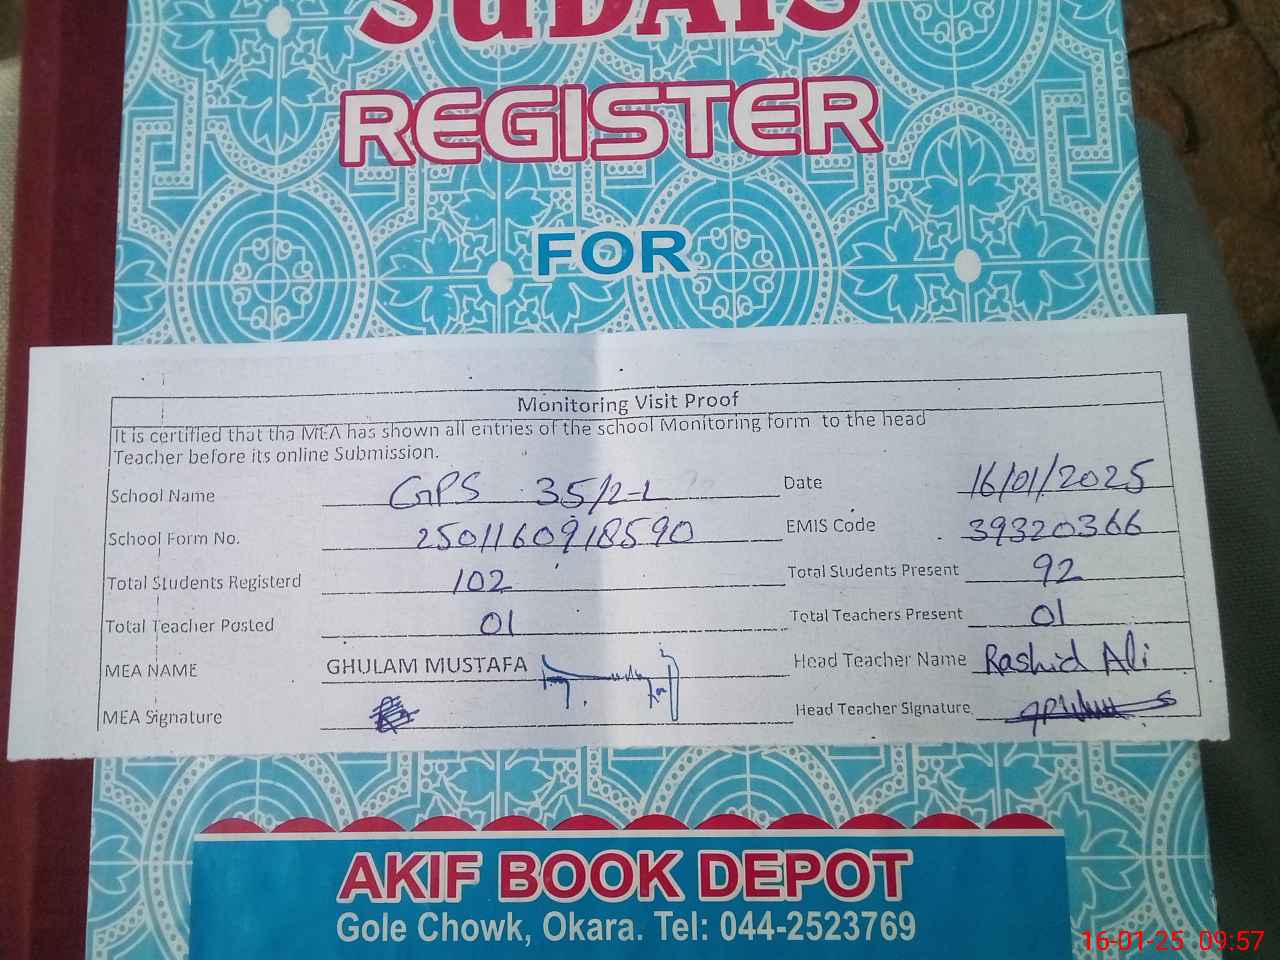 SUDAIS
REGISTER
FOR
Monitoring Visit Proof
It is certified that tha MEA has shown all entries of the school Monitoring form to the head
Teacher before its online Submission.
School Name GPS 35/2-L Date 16/01/2025
School Form No. 2501160918590 EMIS Code 39320366
Total Students Registerd 102 Total Students Present 92
Total Teacher Posted 01 Total Teachers Present 01
MEA NAME GHULAM MUSTAFA Head Teacher Name Rashid Ali
MEA Signature Head Teacher Signature
AKIF BOOK DEPOT
Gole Chowk, Okara. Tel: 044-2523769
16-01-25 09:57